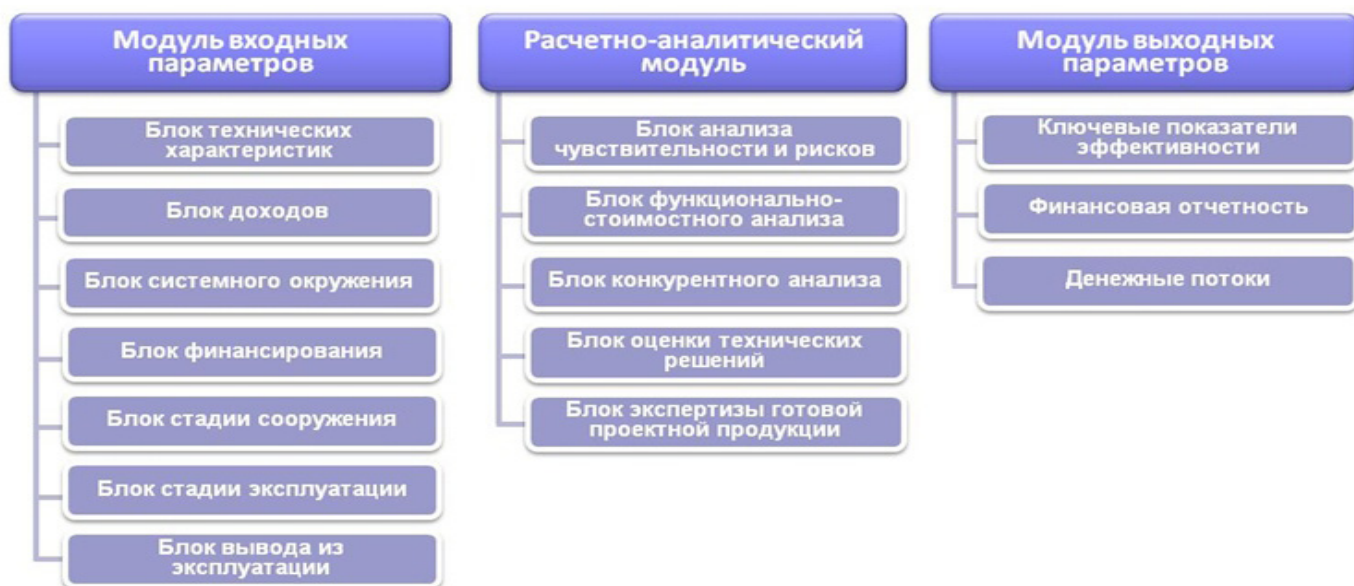 Модуль входных
параметров
Блок технических
характеристик
Блок доходов
Блок системного окружения
Блок финансирования
Блок стадии сооружения
Блок стадии эксплуатации
Блок вывода из
эксплуатации
Расчетно-аналитический
модуль
Блок анализа
чувствительности и рисков
Блок функционально-
стоимостного анализа
Блок конкурентного анализа
Блок оценки технических
решений
Блок экспертизы готовой
проектной продукции
Модуль выходных
параметров
Ключевые показатели
эффективности
Финансовая отчетность
Денежные потоки